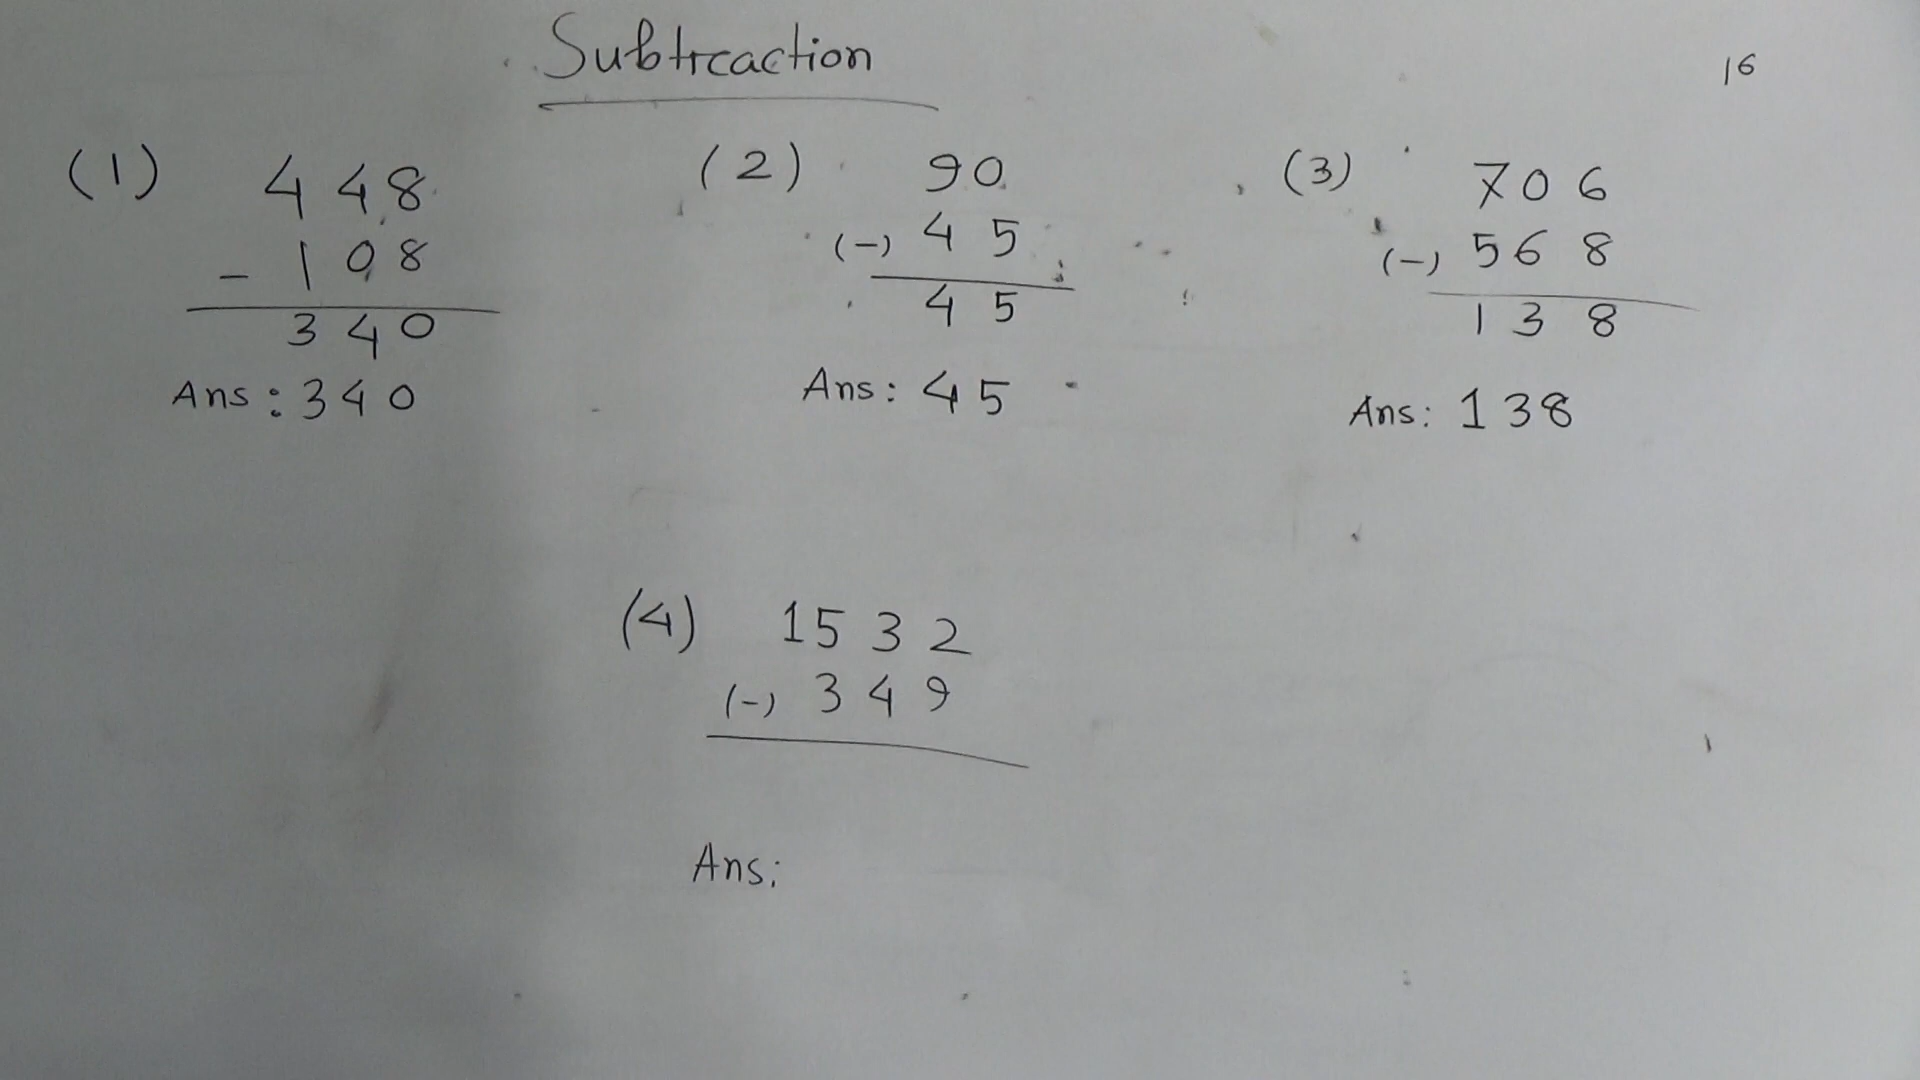 Subtraction
16
(1) 448
- 108
340
Ans: 340
(2) 90
(-) 45
45
Ans: 45
(3) 706
(-) 568
138
Ans: 138
(4) 1532
(-) 349
Ans: